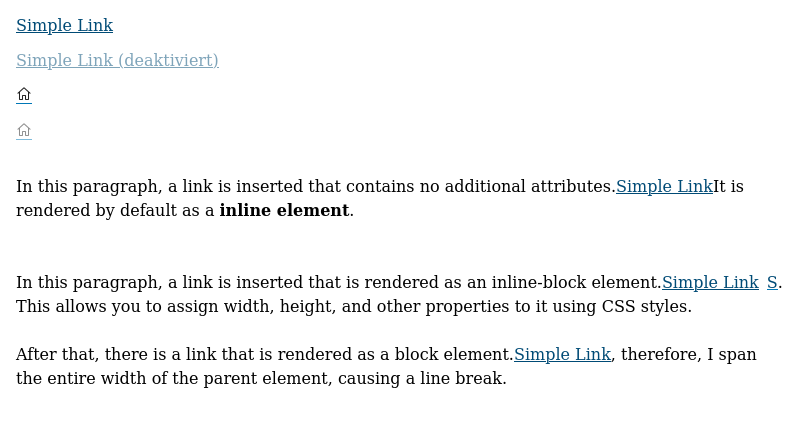 Simple Link
Simple Link (deaktiviert)
In this paragraph, a link is inserted that contains no additional attributes.Simple LinkIt is
rendered by default as a inline element.
In this paragraph, a link is inserted that is rendered as an inline-block element.Simple Link S.
This allows you to assign width, height, and other properties to it using CSS styles.
After that, there is a link that is rendered as a block element.Simple Link, therefore, I span
the entire width of the parent element, causing a line break.